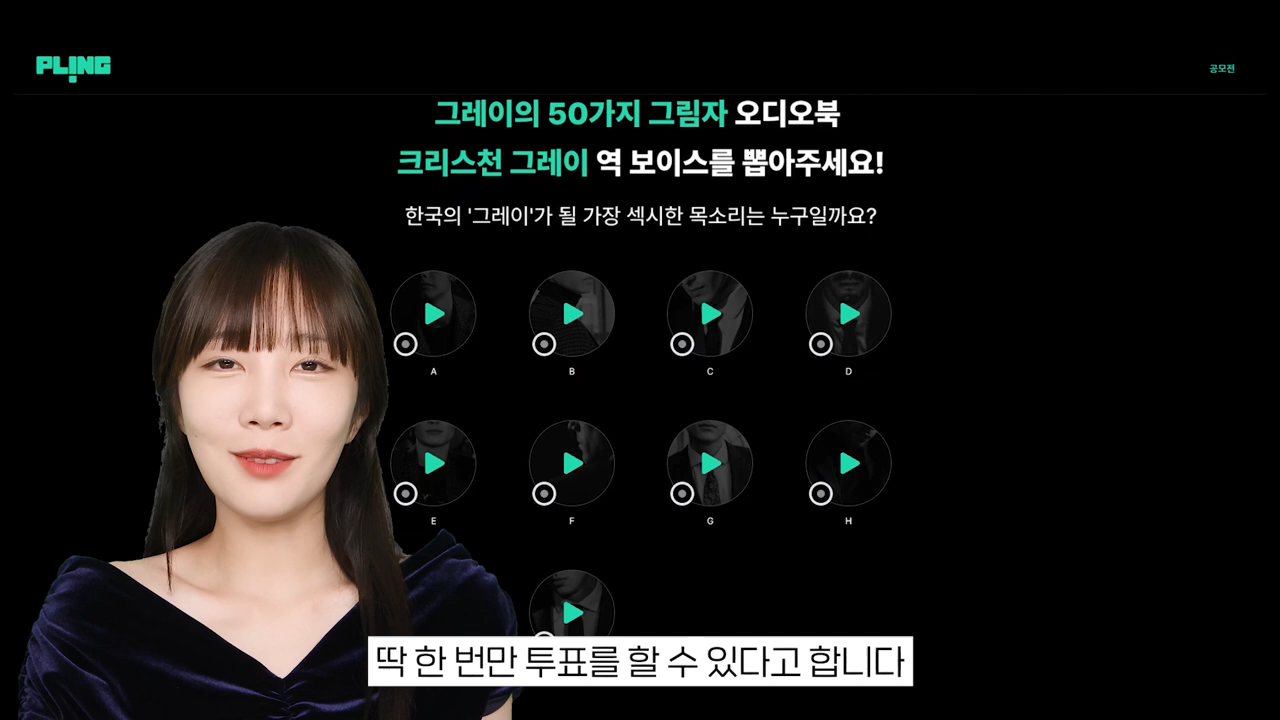 PLING
공모전
그레이의 50가지 그림자 오디오북
크리스천 그레이 역 보이스를 뽑아주세요!
한국의 '그레이'가 될 가장 섹시한 목소리는 누구일까요?
A
B
C
D
E
F
G
H
딱 한 번만 투표를 할 수 있다고 합니다